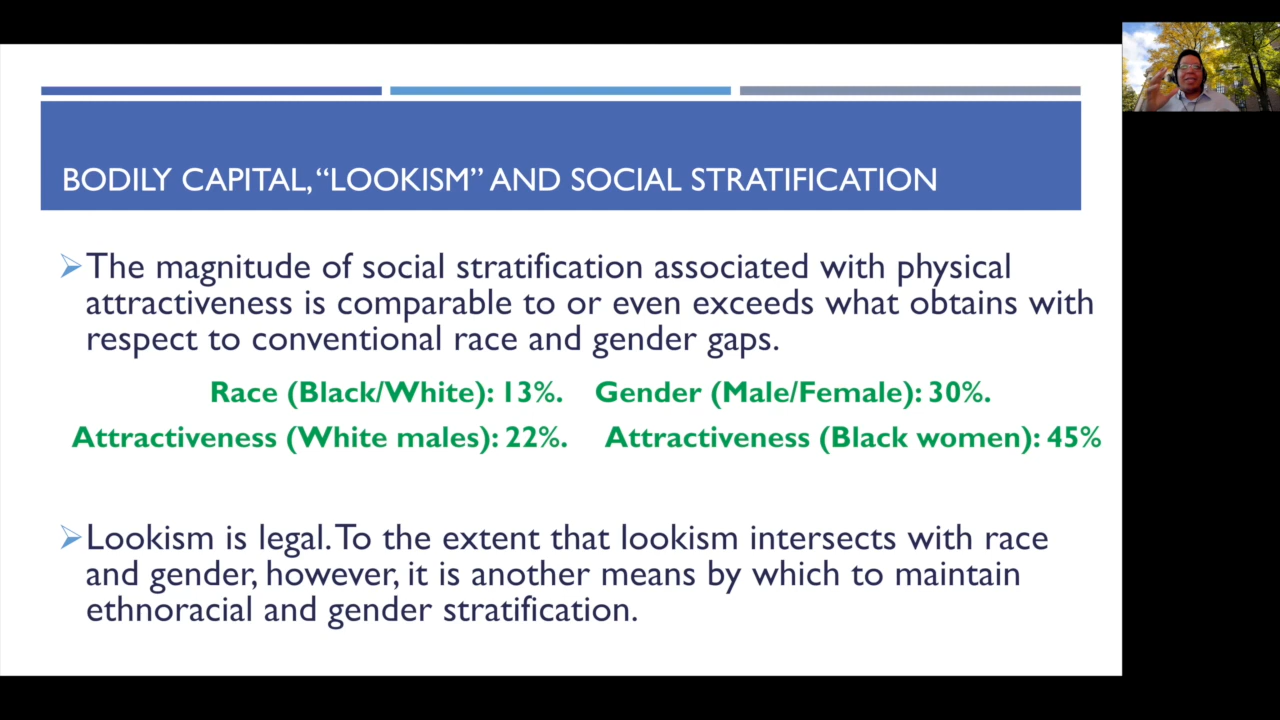 BODILY CAPITAL, “LOOKISM” AND SOCIAL STRATIFICATION
The magnitude of social stratification associated with physical
attractiveness is comparable to or even exceeds what obtains with
respect to conventional race and gender gaps.
Race (Black/White): 13%. Gender (Male/Female): 30%.
Attractiveness (White males): 22%. Attractiveness (Black women): 45%
Lookism is legal. To the extent that lookism intersects with race
and gender, however, it is another means by which to maintain
ethnoracial and gender stratification.